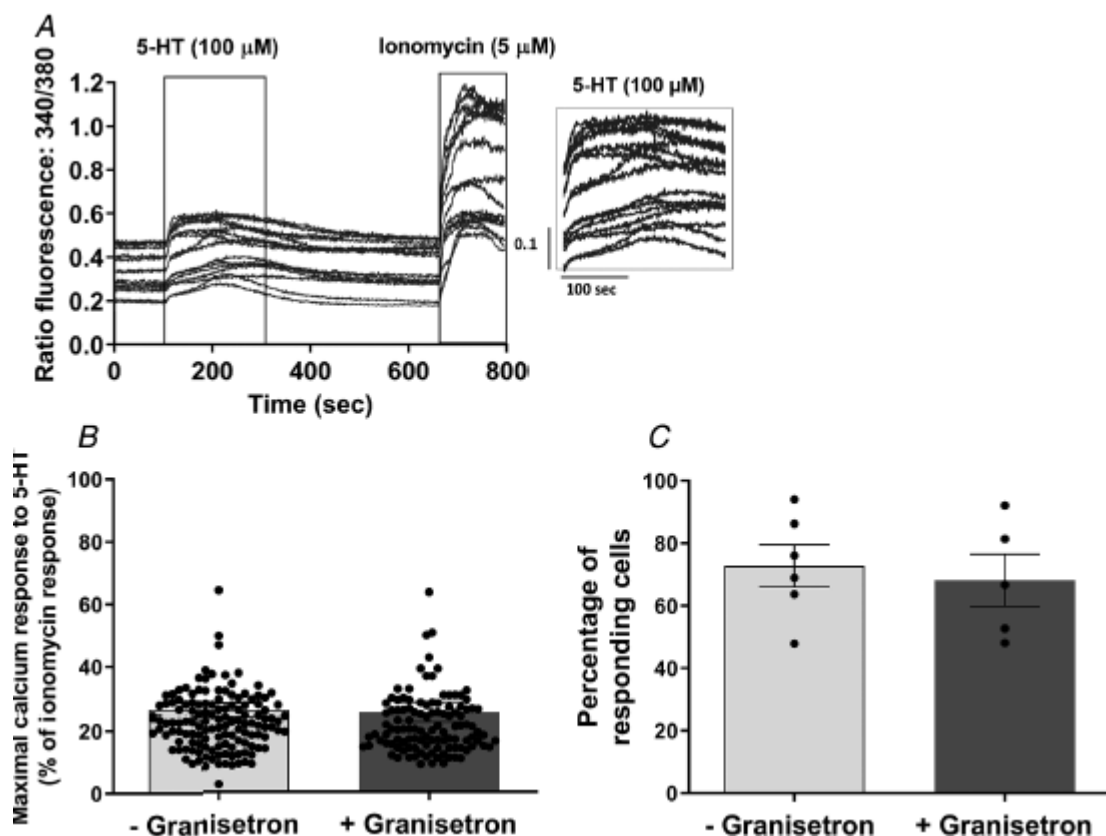 A
5-HT (100 µM)
Ionomycin (5 µM)
5-HT (100 µM)
Ratio fluorescence: 340/380
1.2
1.0
0.8
0.6
0.4
0.2
0.0
0.1
100 sec
0 200 400 600 800
Time (sec)
B
Maximal calcium response to 5-HT
(% of ionomycin response)
100
80
60
40
20
0
- Granisetron + Granisetron
C
Percentage of
responding cells
100
80
60
40
20
0
- Granisetron + Granisetron